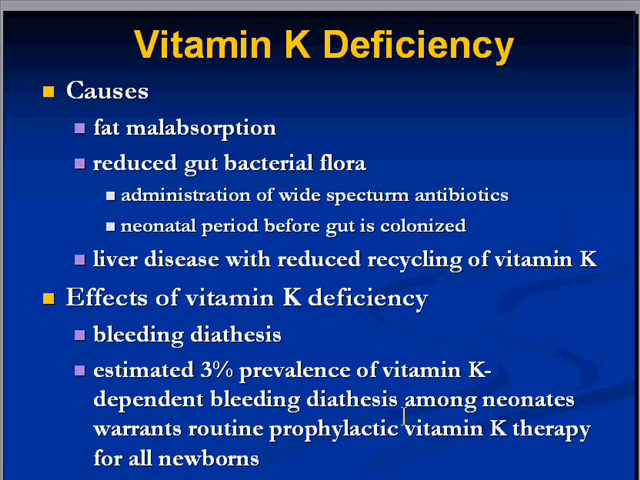 Vitamin K Deficiency
Causes
fat malabsorption
reduced gut bacterial flora
administration of wide specturm antibiotics
neonatal period before gut is colonized
liver disease with reduced recycling of vitamin K
Effects of vitamin K deficiency
bleeding diathesis
estimated 3% prevalence of vitamin K-
dependent bleeding diathesis among neonates
warrants routine prophylactic vitamin K therapy
for all newborns